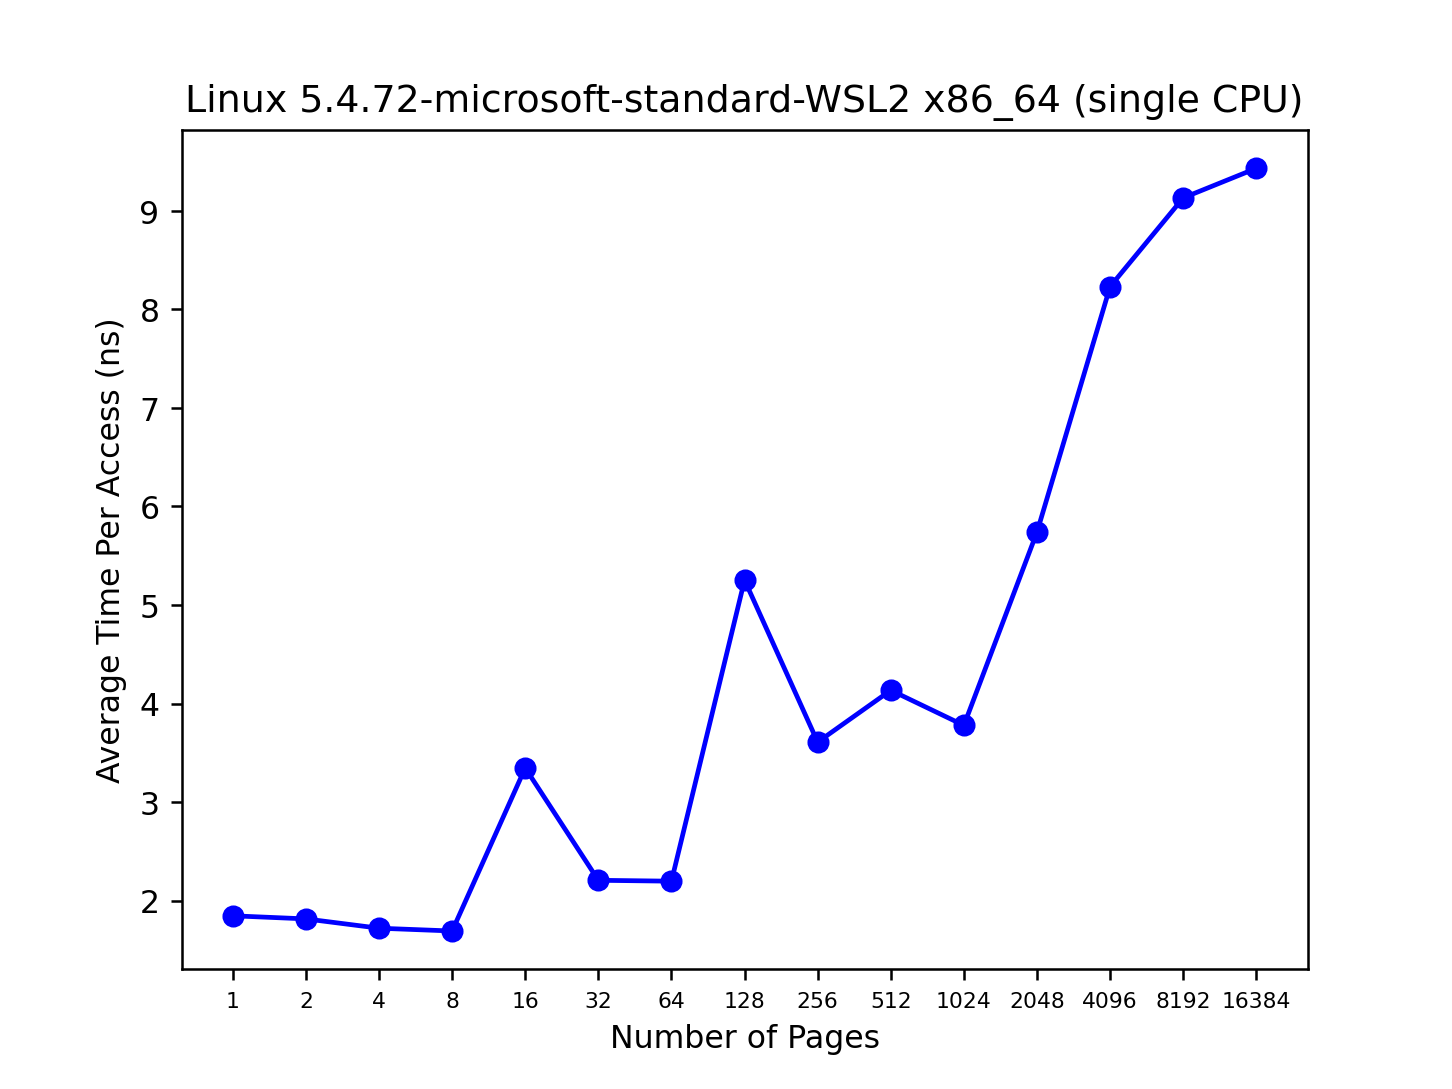 Linux 5.4.72-microsoft-standard-WSL2 x86_64 (single CPU)
9
8
7
6
5
4
3
2
Average Time Per Access (ns)
1 2 4 8 16 32 64 128 256 512 1024 2048 4096 8192 16384
Number of Pages